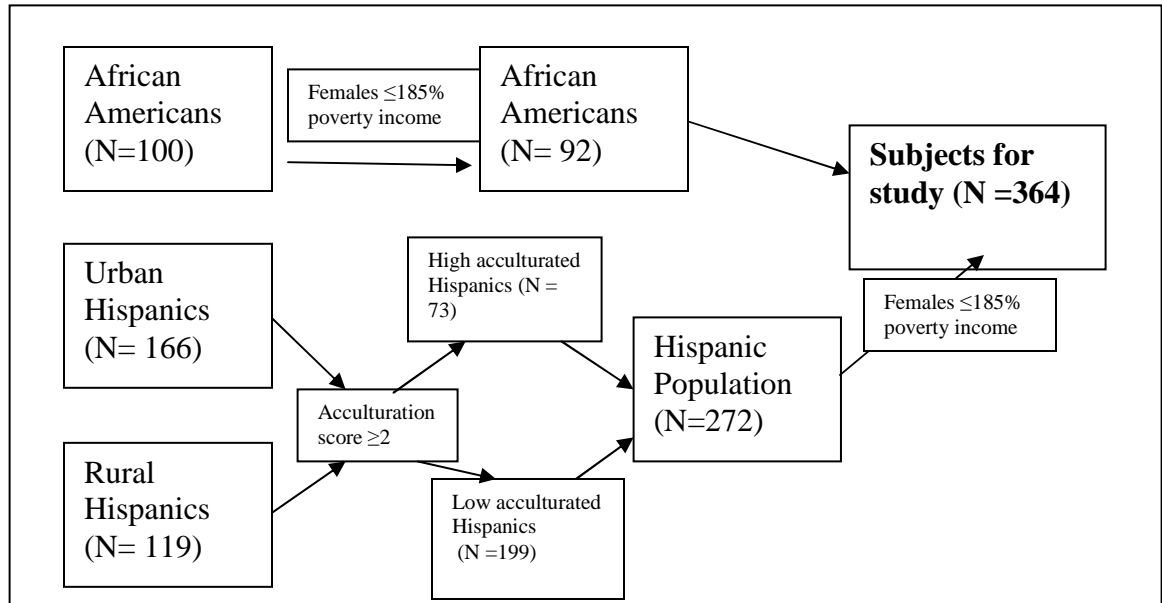 African
Americans
(N=100)
Females ≤185%
poverty income
African
Americans
(N= 92)
Subjects for
study (N =364)
Urban
Hispanics
(N= 166)
High acculturated
Hispanics (N =
73)
Females ≤185%
poverty income
Hispanic
Population
(N=272)
Acculturation
score ≥2
Rural
Hispanics
(N= 119)
Low acculturated
Hispanics
(N =199)